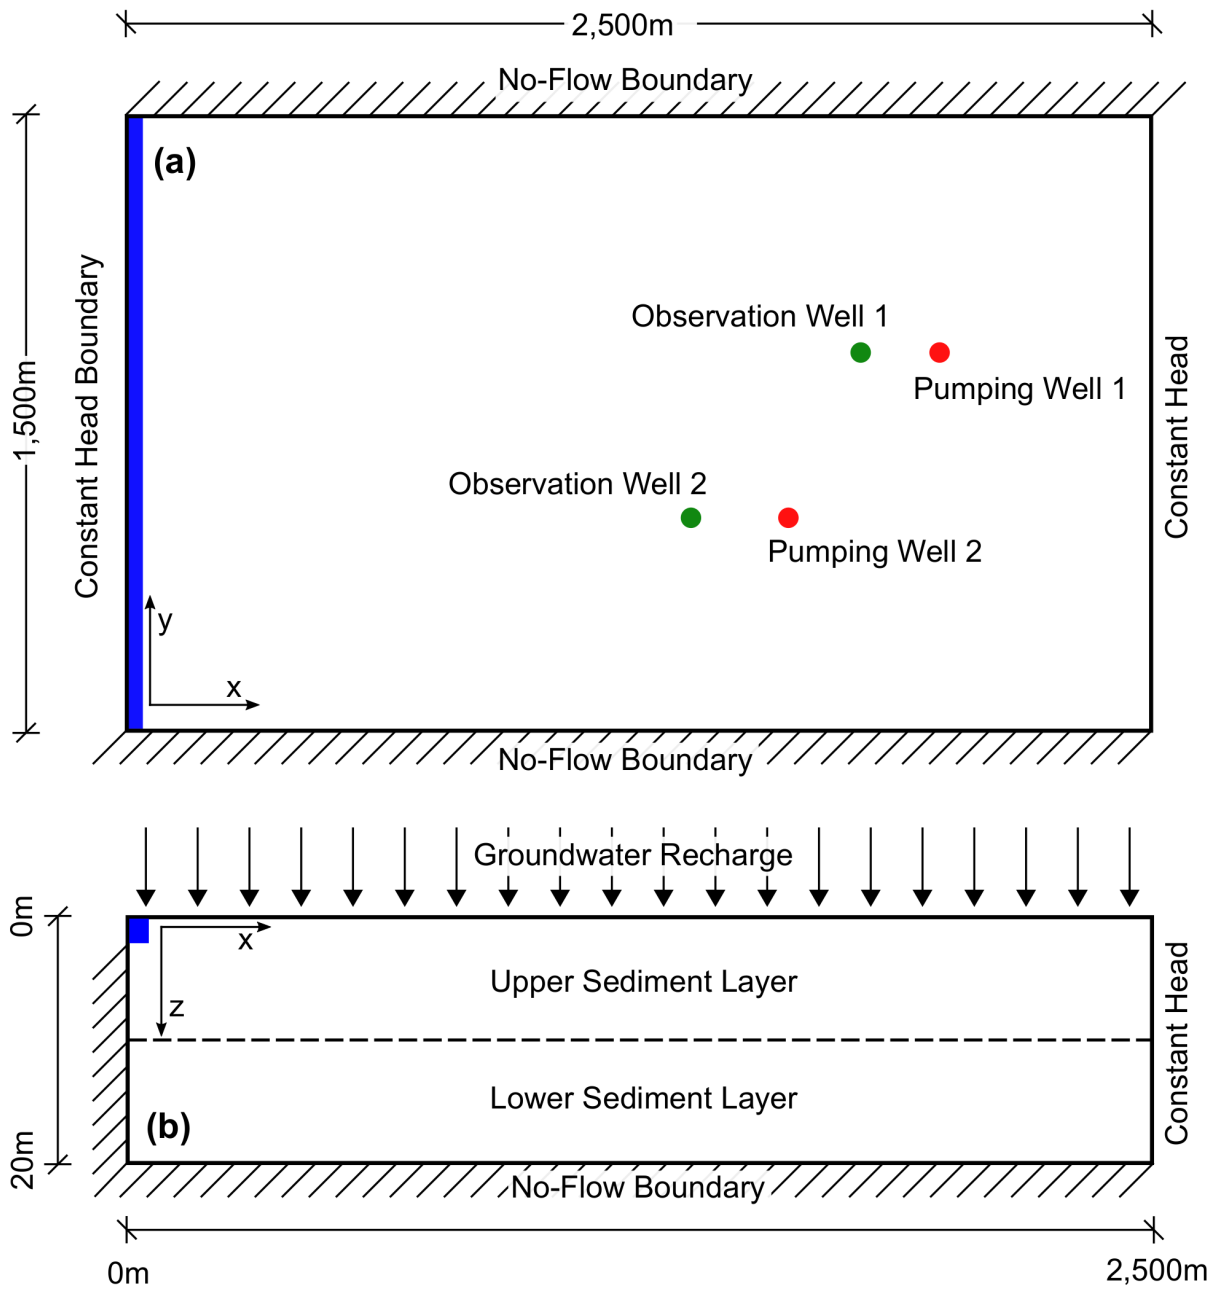 2,500m
No-Flow Boundary
(a)
1,500m
Constant Head Boundary
Observation Well 1
Pumping Well 1
Constant Head
Observation Well 2
Pumping Well 2
y
x
No-Flow Boundary
Groundwater Recharge
0m
x
Upper Sediment Layer
z
Constant Head
Lower Sediment Layer
(b)
20m
No-Flow Boundary
0m
2,500m